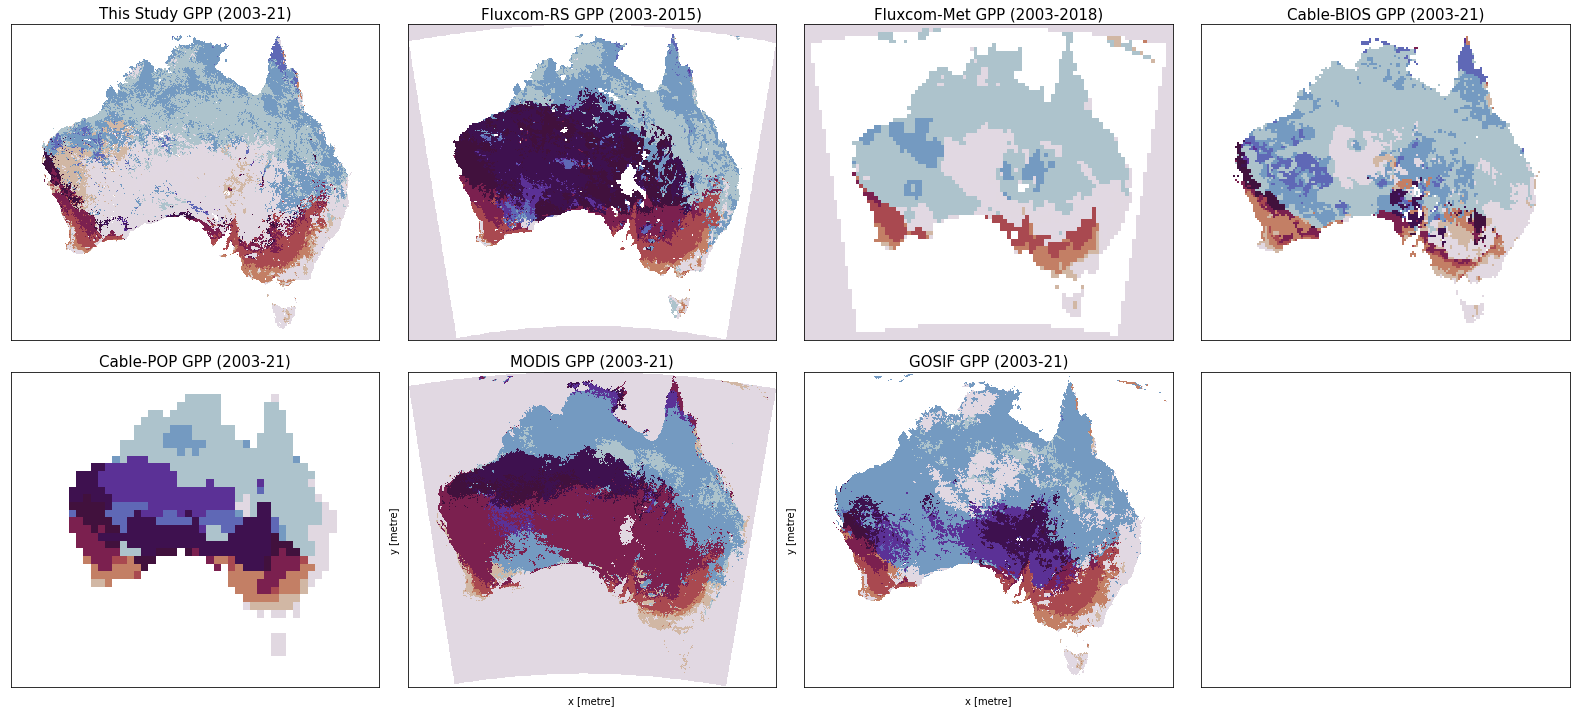 This Study GPP (2003-21)
Fluxcom-RS GPP (2003-2015)
Fluxcom-Met GPP (2003-2018)
Cable-BIOS GPP (2003-21)
Cable-POP GPP (2003-21)
MODIS GPP (2003-21)
GOSIF GPP (2003-21)
y [metre]
y [metre]
x [metre]
x [metre]